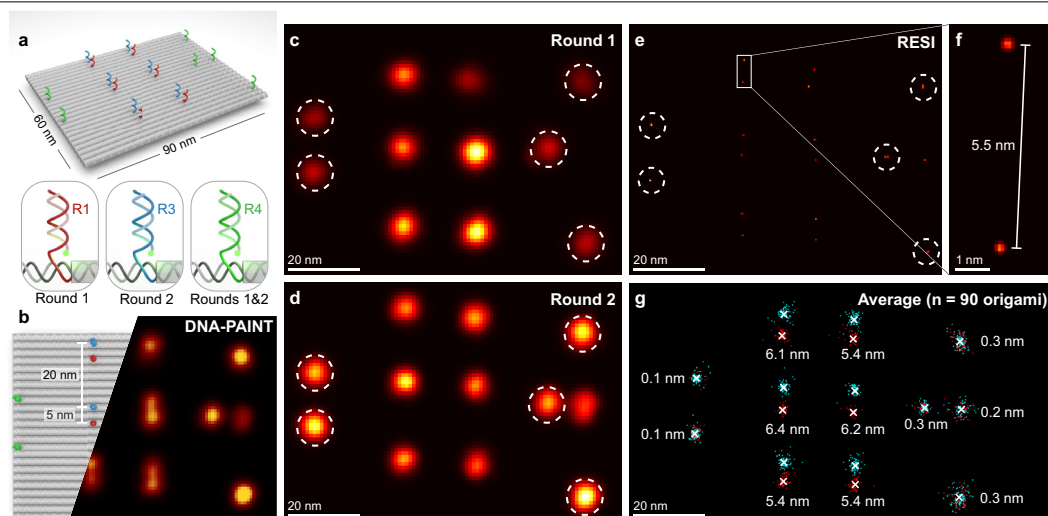 a
60 nm
90 nm
R1
R3
R4
Round 1
Round 2
Rounds 1&2
b
DNA-PAINT
20 nm
5 nm
c
Round 1
20 nm
d
Round 2
20 nm
e
RESI
20 nm
f
5.5 nm
1 nm
g
Average (n = 90 origami)
6.1 nm
5.4 nm
0.3 nm
0.1 nm
6.4 nm
6.2 nm
0.3 nm
0.2 nm
0.1 nm
5.4 nm
5.4 nm
0.3 nm
20 nm